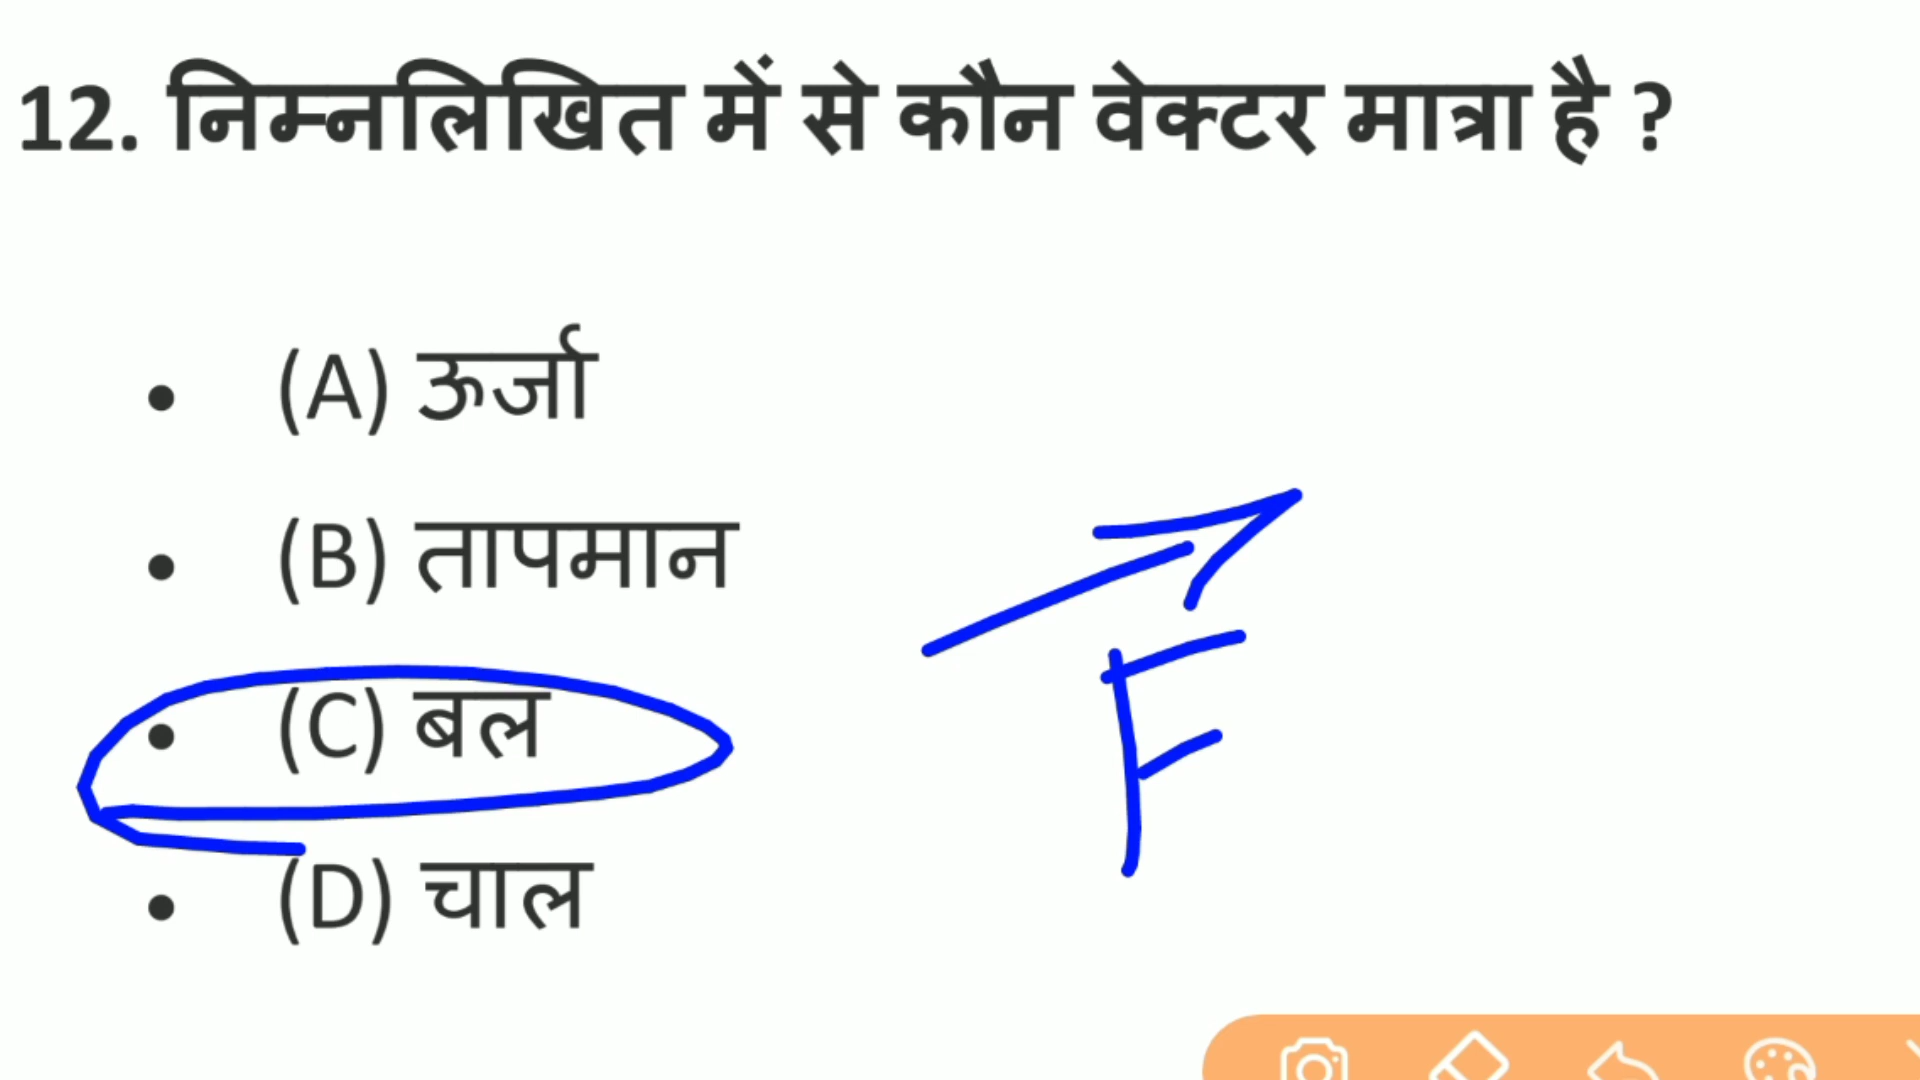 12. निम्नलिखित में से कौन वेक्टर मात्रा है ?
• (A) ऊर्जा
• (B) तापमान
• (C) बल
F
• (D) चाल